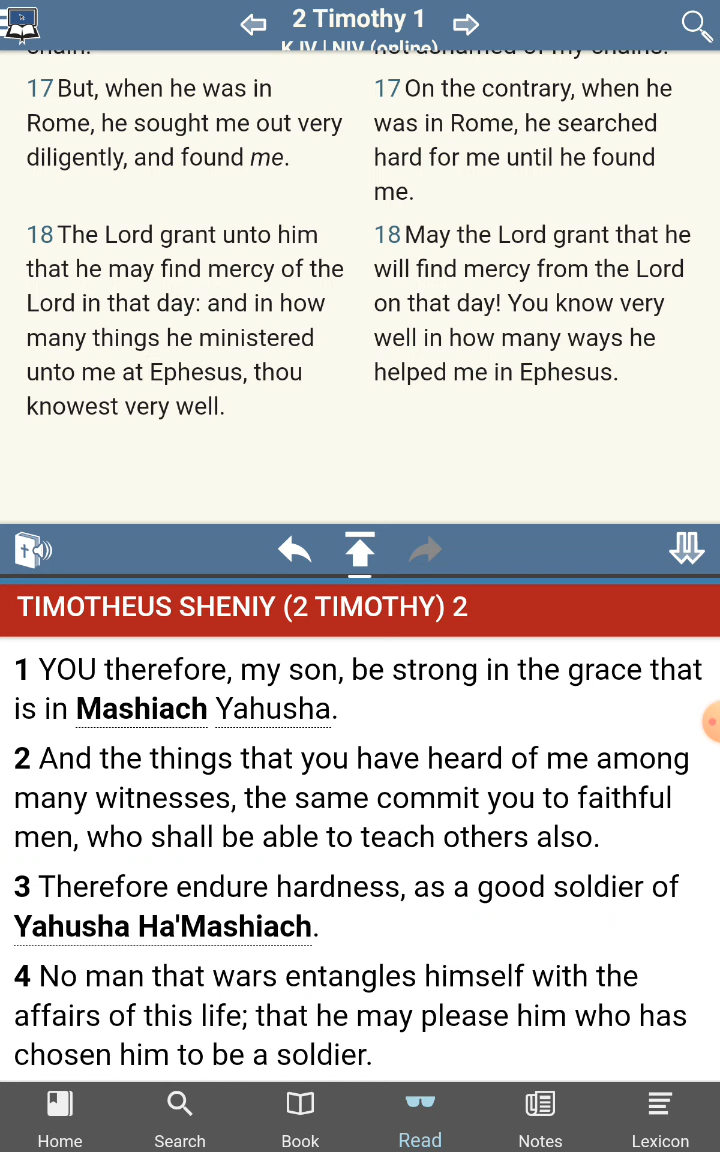 2 Timothy 1
KJV | NIV (online)
chain. not ashamed of my chains.
17 But, when he was in
Rome, he sought me out very
diligently, and found me.
17 On the contrary, when he
was in Rome, he searched
hard for me until he found
me.
18 The Lord grant unto him
that he may find mercy of the
Lord in that day: and in how
many things he ministered
unto me at Ephesus, thou
knowest very well.
18 May the Lord grant that he
will find mercy from the Lord
on that day! You know very
well in how many ways he
helped me in Ephesus.
TIMOTHEUS SHENIY (2 TIMOTHY) 2
1 YOU therefore, my son, be strong in the grace that
is in Mashiach Yahusha.
2 And the things that you have heard of me among
many witnesses, the same commit you to faithful
men, who shall be able to teach others also.
3 Therefore endure hardness, as a good soldier of
Yahusha Ha'Mashiach.
4 No man that wars entangles himself with the
affairs of this life; that he may please him who has
chosen him to be a soldier.
Home Search Book Read Notes Lexicon